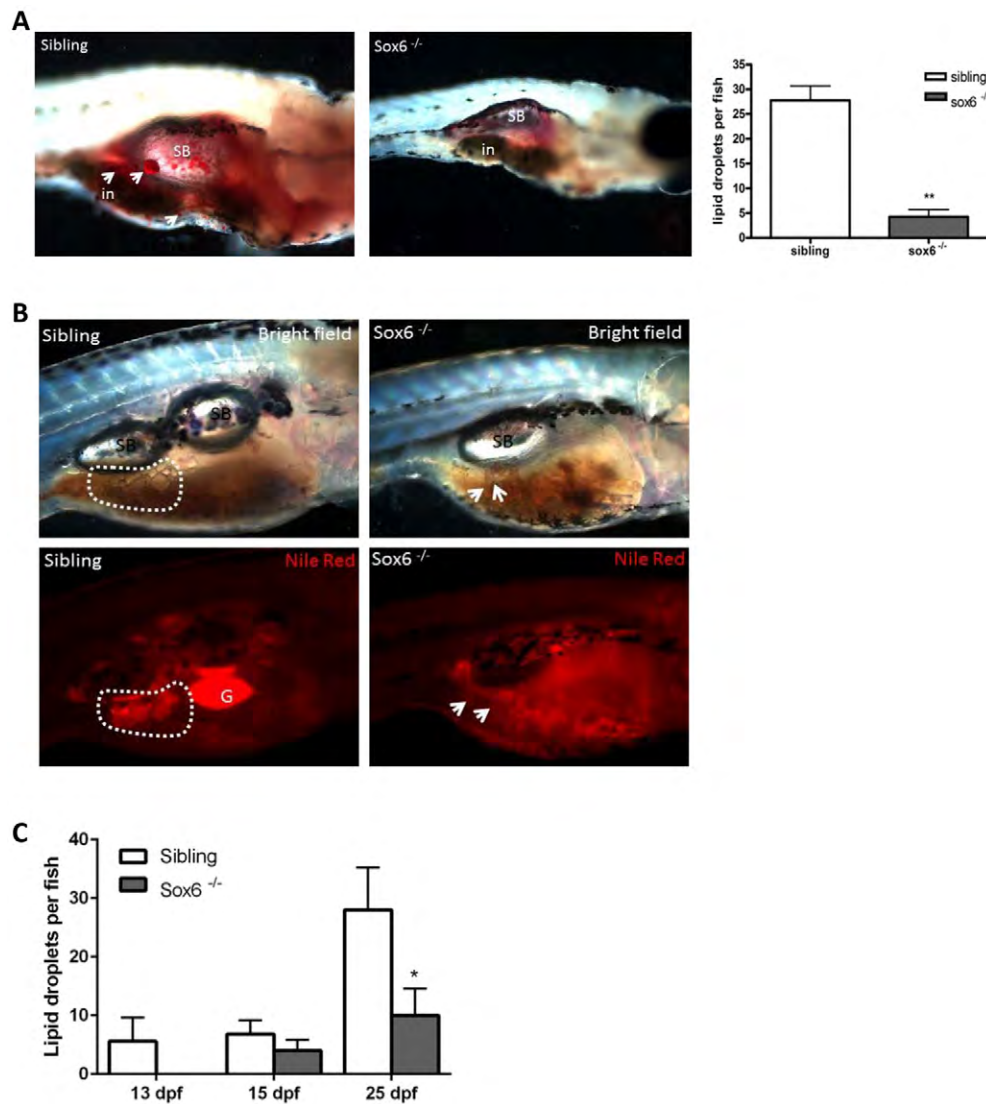 A
Sibling
SB
in
Sox6 -/-
SB
in
lipid droplets per fish
35
30
25
20
15
10
5
0
**
sibling
sox6 -/-
sibling
sox6 -/-
B
Sibling
Bright field
SB
SB
Sox6 -/-
Bright field
SB
Sibling
Nile Red
G
Sox6 -/-
Nile Red
C
Lipid droplets per fish
40
30
20
10
0
Sibling
Sox6 -/-
*
13 dpf
15 dpf
25 dpf